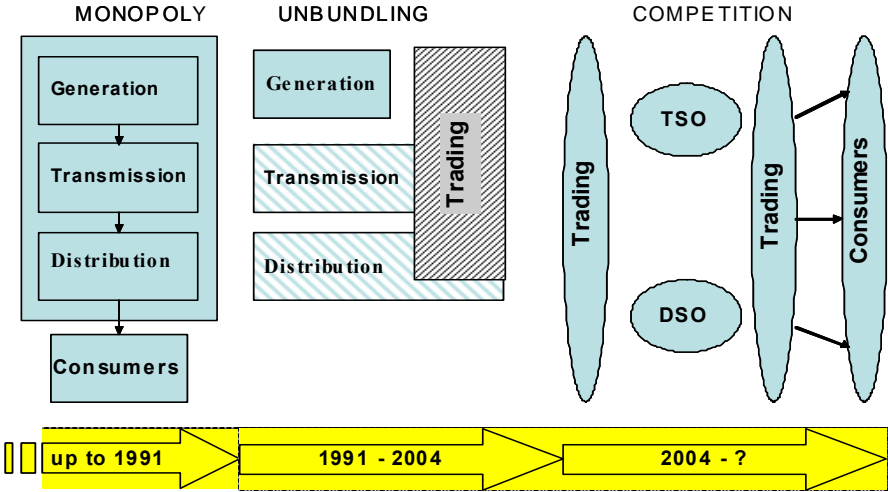 MONOPOLY
Generation
Transmission
Distribution
Consumers
UNBUNDLING
Generation
Transmission
Distribution
Trading
COMPETITION
Trading
TSO
DSO
Trading
Consumers
up to 1991
1991 - 2004
2004 - ?